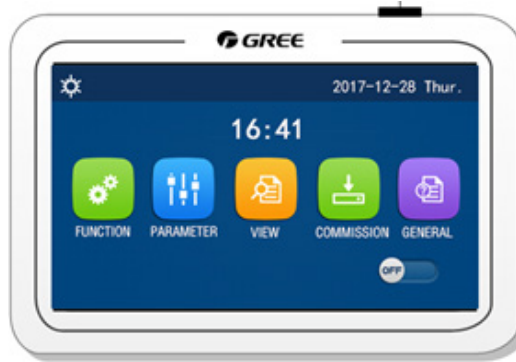 GREE
2017-12-28 Thur.
16:41
FUNCTION PARAMETER VIEW COMMISSION GENERAL
OFF